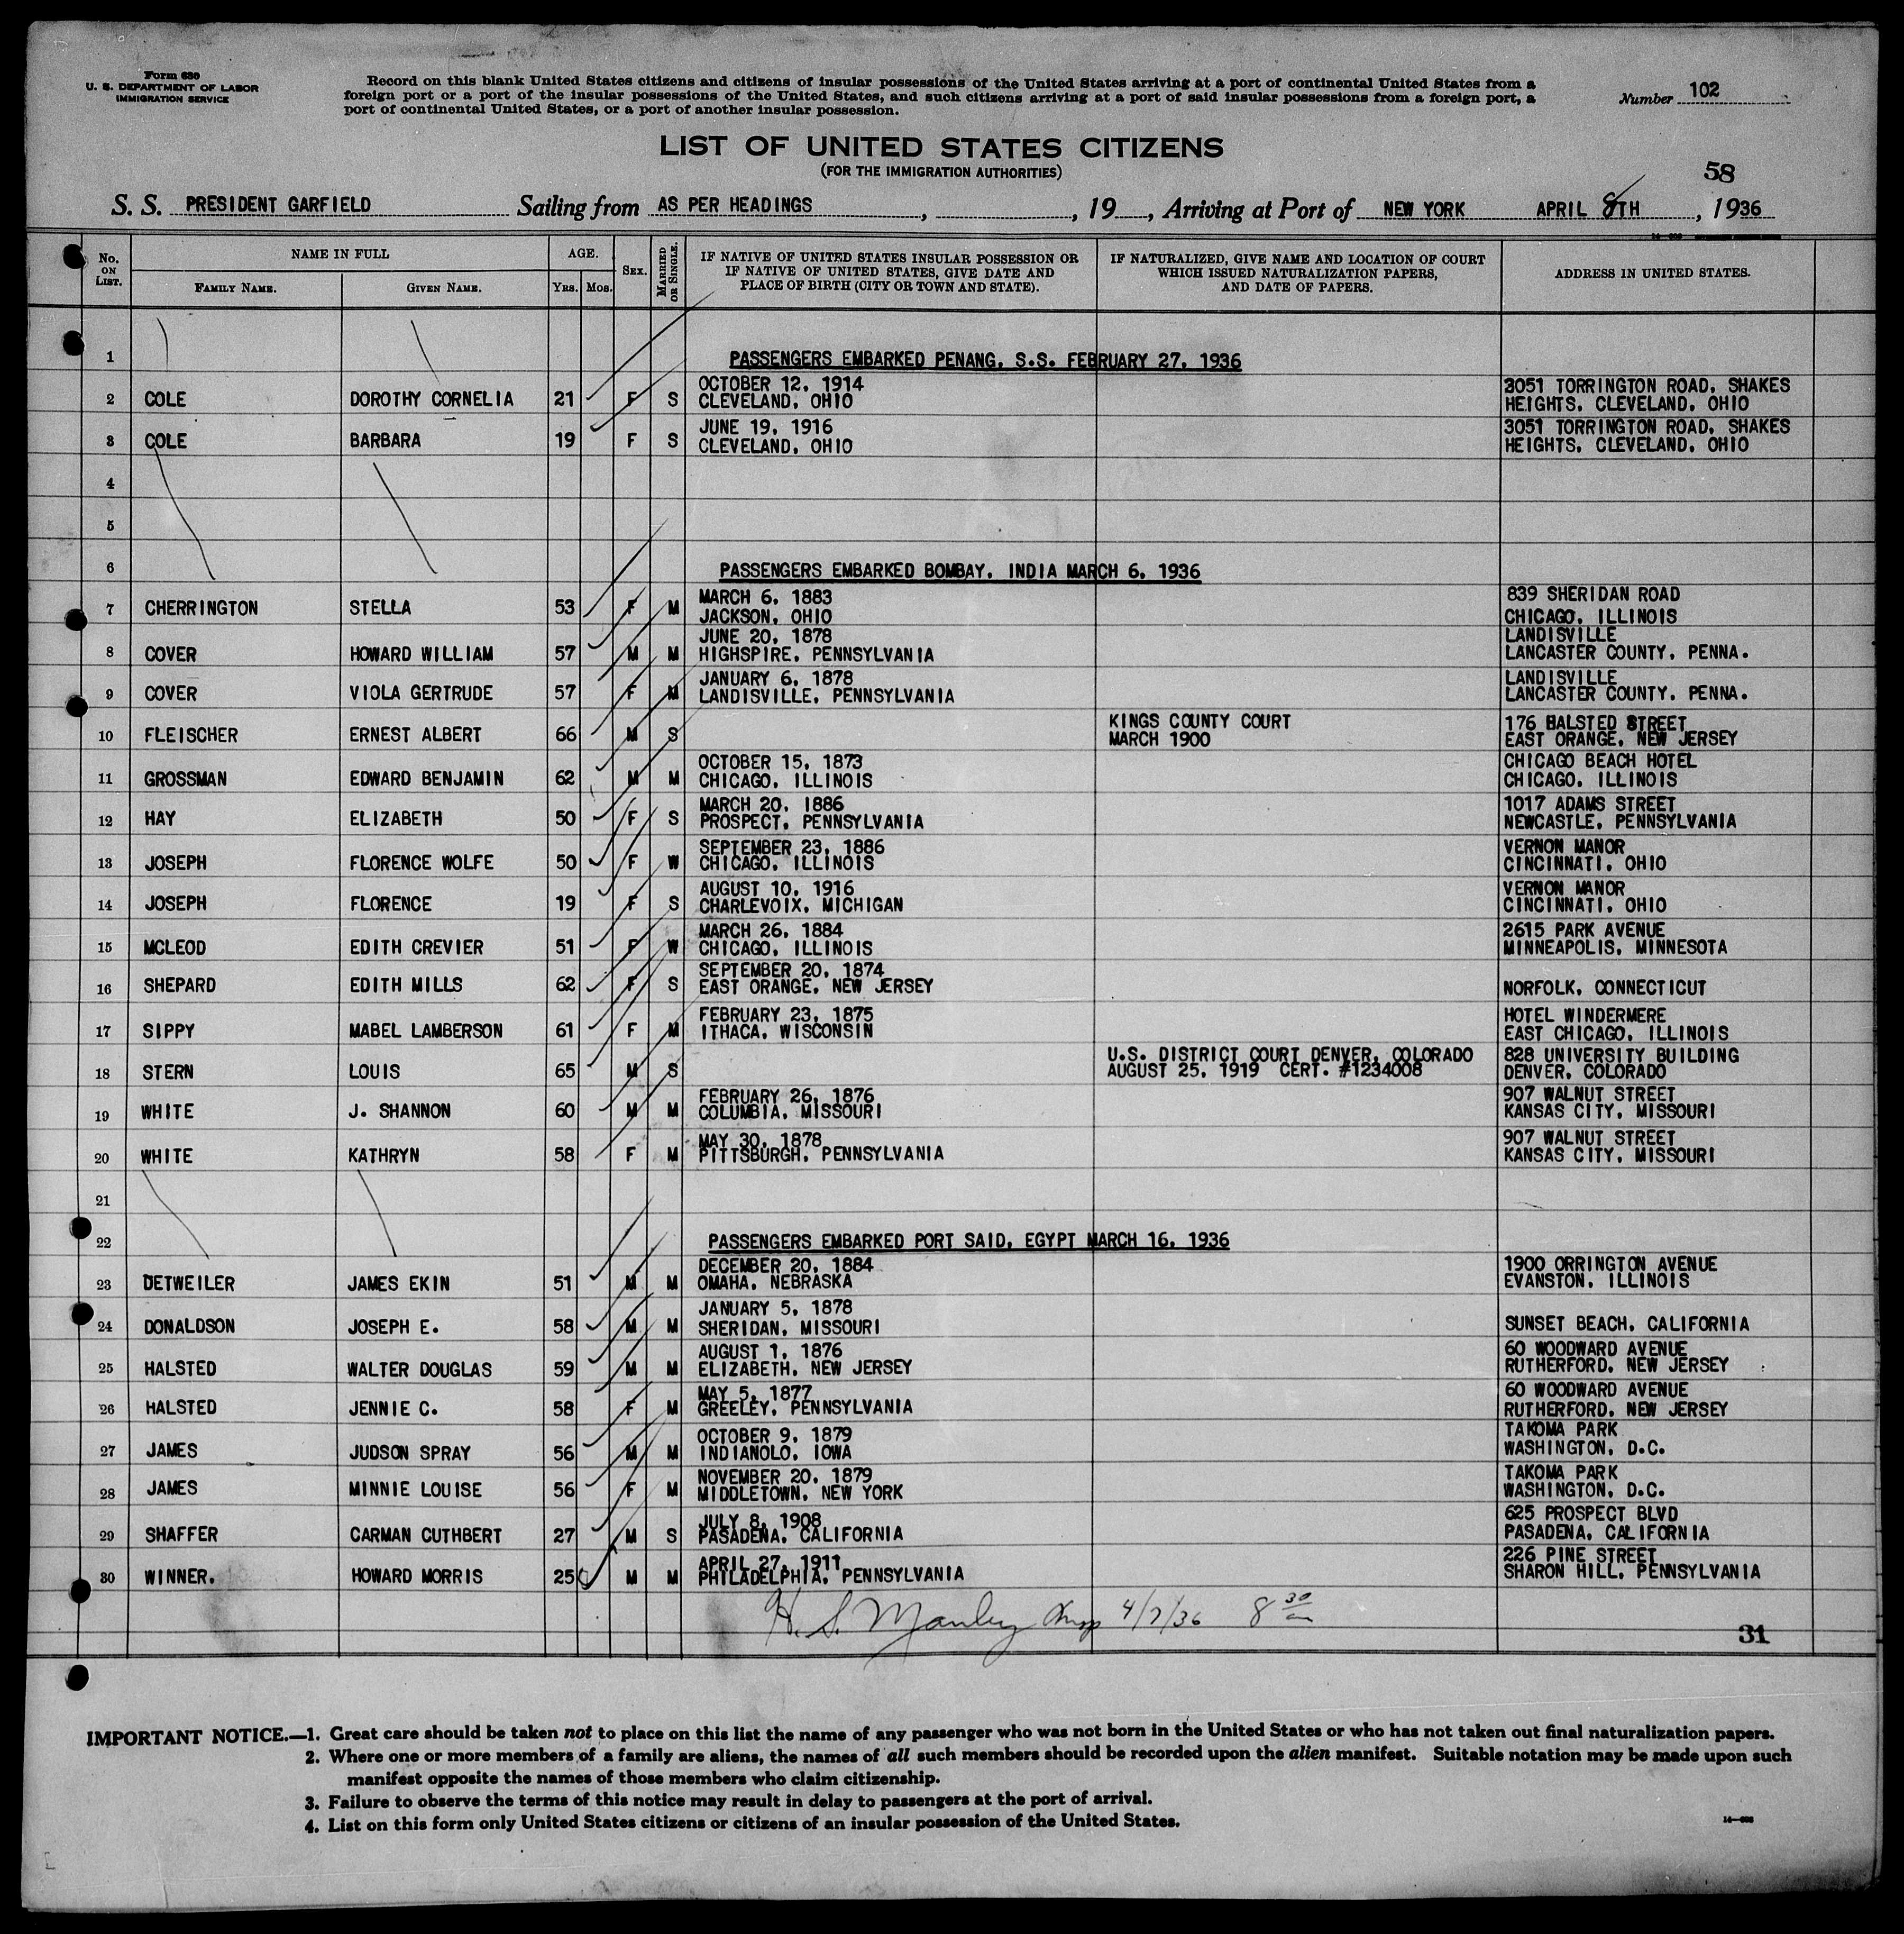 Form 630
U. S. DEPARTMENT OF LABOR
IMMIGRATION SERVICE
Record on this blank United States citizens and citizens of insular possessions of the United States arriving at a port of continental United States from a
foreign port or a port of the insular possessions of the United States, and such citizens arriving at a port of said insular possessions from a foreign port, a
port of continental United States, or a port of another insular possession.
Number 102
LIST OF UNITED STATES CITIZENS
(FOR THE IMMIGRATION AUTHORITIES)
58
S. S. PRESIDENT GARFIELD Sailing from AS PER HEADINGS , , 19 , Arriving at Port of NEW YORK APRIL 8TH , 1936
No. ON LIST. NAME IN FULL FAMILY NAME. GIVEN NAME. AGE. YRS. MOS. SEX. MARRIED OR SINGLE. IF NATIVE OF UNITED STATES INSULAR POSSESSION OR IF NATIVE OF UNITED STATES, GIVE DATE AND PLACE OF BIRTH (CITY OR TOWN AND STATE). IF NATURALIZED, GIVE NAME AND LOCATION OF COURT WHICH ISSUED NATURALIZATION PAPERS, AND DATE OF PAPERS. ADDRESS IN UNITED STATES.
1 PASSENGERS EMBARKED PENANG, S.S. FEBRUARY 27, 1936
2 COLE DOROTHY CORNELIA 21 F S OCTOBER 12, 1914 CLEVELAND, OHIO 3051 TORRINGTON ROAD, SHAKES HEIGHTS, CLEVELAND, OHIO
3 COLE BARBARA 19 F S JUNE 19, 1916 CLEVELAND, OHIO 3051 TORRINGTON ROAD, SHAKES HEIGHTS, CLEVELAND, OHIO
4
5
6 PASSENGERS EMBARKED BOMBAY, INDIA MARCH 6, 1936
7 CHERRINGTON STELLA 53 F M MARCH 6, 1883 JACKSON, OHIO 839 SHERIDAN ROAD CHICAGO, ILLINOIS
8 COVER HOWARD WILLIAM 57 M M JUNE 20, 1878 HIGHSPIRE, PENNSYLVANIA LANDISVILLE LANCASTER COUNTY, PENNA.
9 COVER VIOLA GERTRUDE 57 F M JANUARY 6, 1878 LANDISVILLE, PENNSYLVANIA LANDISVILLE LANCASTER COUNTY, PENNA.
10 FLEISCHER ERNEST ALBERT 66 M S KINGS COUNTY COURT MARCH 1900 176 HALSTED STREET EAST ORANGE, NEW JERSEY
11 GROSSMAN EDWARD BENJAMIN 62 M M OCTOBER 15, 1873 CHICAGO, ILLINOIS CHICAGO BEACH HOTEL CHICAGO, ILLINOIS
12 HAY ELIZABETH 50 F S MARCH 20, 1886 PROSPECT, PENNSYLVANIA 1017 ADAMS STREET NEWCASTLE, PENNSYLVANIA
13 JOSEPH FLORENCE WOLFE 50 F W SEPTEMBER 23, 1886 CHICAGO, ILLINOIS VERNON MANOR CINCINNATI, OHIO
14 JOSEPH FLORENCE 19 F S AUGUST 10, 1916 CHARLEVOIX, MICHIGAN VERNON MANOR CINCINNATI, OHIO
15 MCLEOD EDITH CREVIER 51 F W MARCH 26, 1884 CHICAGO, ILLINOIS 2615 PARK AVENUE MINNEAPOLIS, MINNESOTA
16 SHEPARD EDITH MILLS 62 F S SEPTEMBER 20, 1874 EAST ORANGE, NEW JERSEY NORFOLK, CONNECTICUT
17 SIPPY MABEL LAMBERSON 61 F M FEBRUARY 23, 1875 ITHACA, WISCONSIN HOTEL WINDERMERE EAST CHICAGO, ILLINOIS
18 STERN LOUIS 65 M S U.S. DISTRICT COURT DENVER, COLORADO AUGUST 25, 1919 CERT. #1234008 828 UNIVERSITY BUILDING DENVER, COLORADO
19 WHITE J. SHANNON 60 M M FEBRUARY 26, 1876 COLUMBIA, MISSOURI 907 WALNUT STREET KANSAS CITY, MISSOURI
20 WHITE KATHRYN 58 F M MAY 30, 1878 PITTSBURGH, PENNSYLVANIA 907 WALNUT STREET KANSAS CITY, MISSOURI
21
22 PASSENGERS EMBARKED PORT SAID, EGYPT MARCH 16, 1936
23 DETWEILER JAMES EKIN 51 M M DECEMBER 20, 1884 OMAHA, NEBRASKA 1900 ORRINGTON AVENUE EVANSTON, ILLINOIS
24 DONALDSON JOSEPH E. 58 M M JANUARY 5, 1878 SHERIDAN, MISSOURI SUNSET BEACH, CALIFORNIA
25 HALSTED WALTER DOUGLAS 59 M M AUGUST 1, 1876 ELIZABETH, NEW JERSEY 60 WOODWARD AVENUE RUTHERFORD, NEW JERSEY
26 HALSTED JENNIE C. 58 F M MAY 5, 1877 GREELEY, PENNSYLVANIA 60 WOODWARD AVENUE RUTHERFORD, NEW JERSEY
27 JAMES JUDSON SPRAY 56 M M OCTOBER 9, 1879 INDIANOLO, IOWA TAKOMA PARK WASHINGTON, D.C.
28 JAMES MINNIE LOUISE 56 F M NOVEMBER 20, 1879 MIDDLETOWN, NEW YORK TAKOMA PARK WASHINGTON, D.C.
29 SHAFFER CARMAN CUTHBERT 27 M S JULY 8, 1908 PASADENA, CALIFORNIA 625 PROSPECT BLVD PASADENA, CALIFORNIA
30 WINNER, HOWARD MORRIS 25 M M APRIL 27, 1911 PHILADELPHIA, PENNSYLVANIA 226 PINE STREET SHARON HILL, PENNSYLVANIA
H. S. Manley Insp 4/7/36 8 30 am
31
IMPORTANT NOTICE.—1. Great care should be taken not to place on this list the name of any passenger who was not born in the United States or who has not taken out final naturalization papers.
2. Where one or more members of a family are aliens, the names of all such members should be recorded upon the alien manifest. Suitable notation may be made upon such
manifest opposite the names of those members who claim citizenship.
3. Failure to observe the terms of this notice may result in delay to passengers at the port of arrival.
4. List on this form only United States citizens or citizens of an insular possession of the United States.